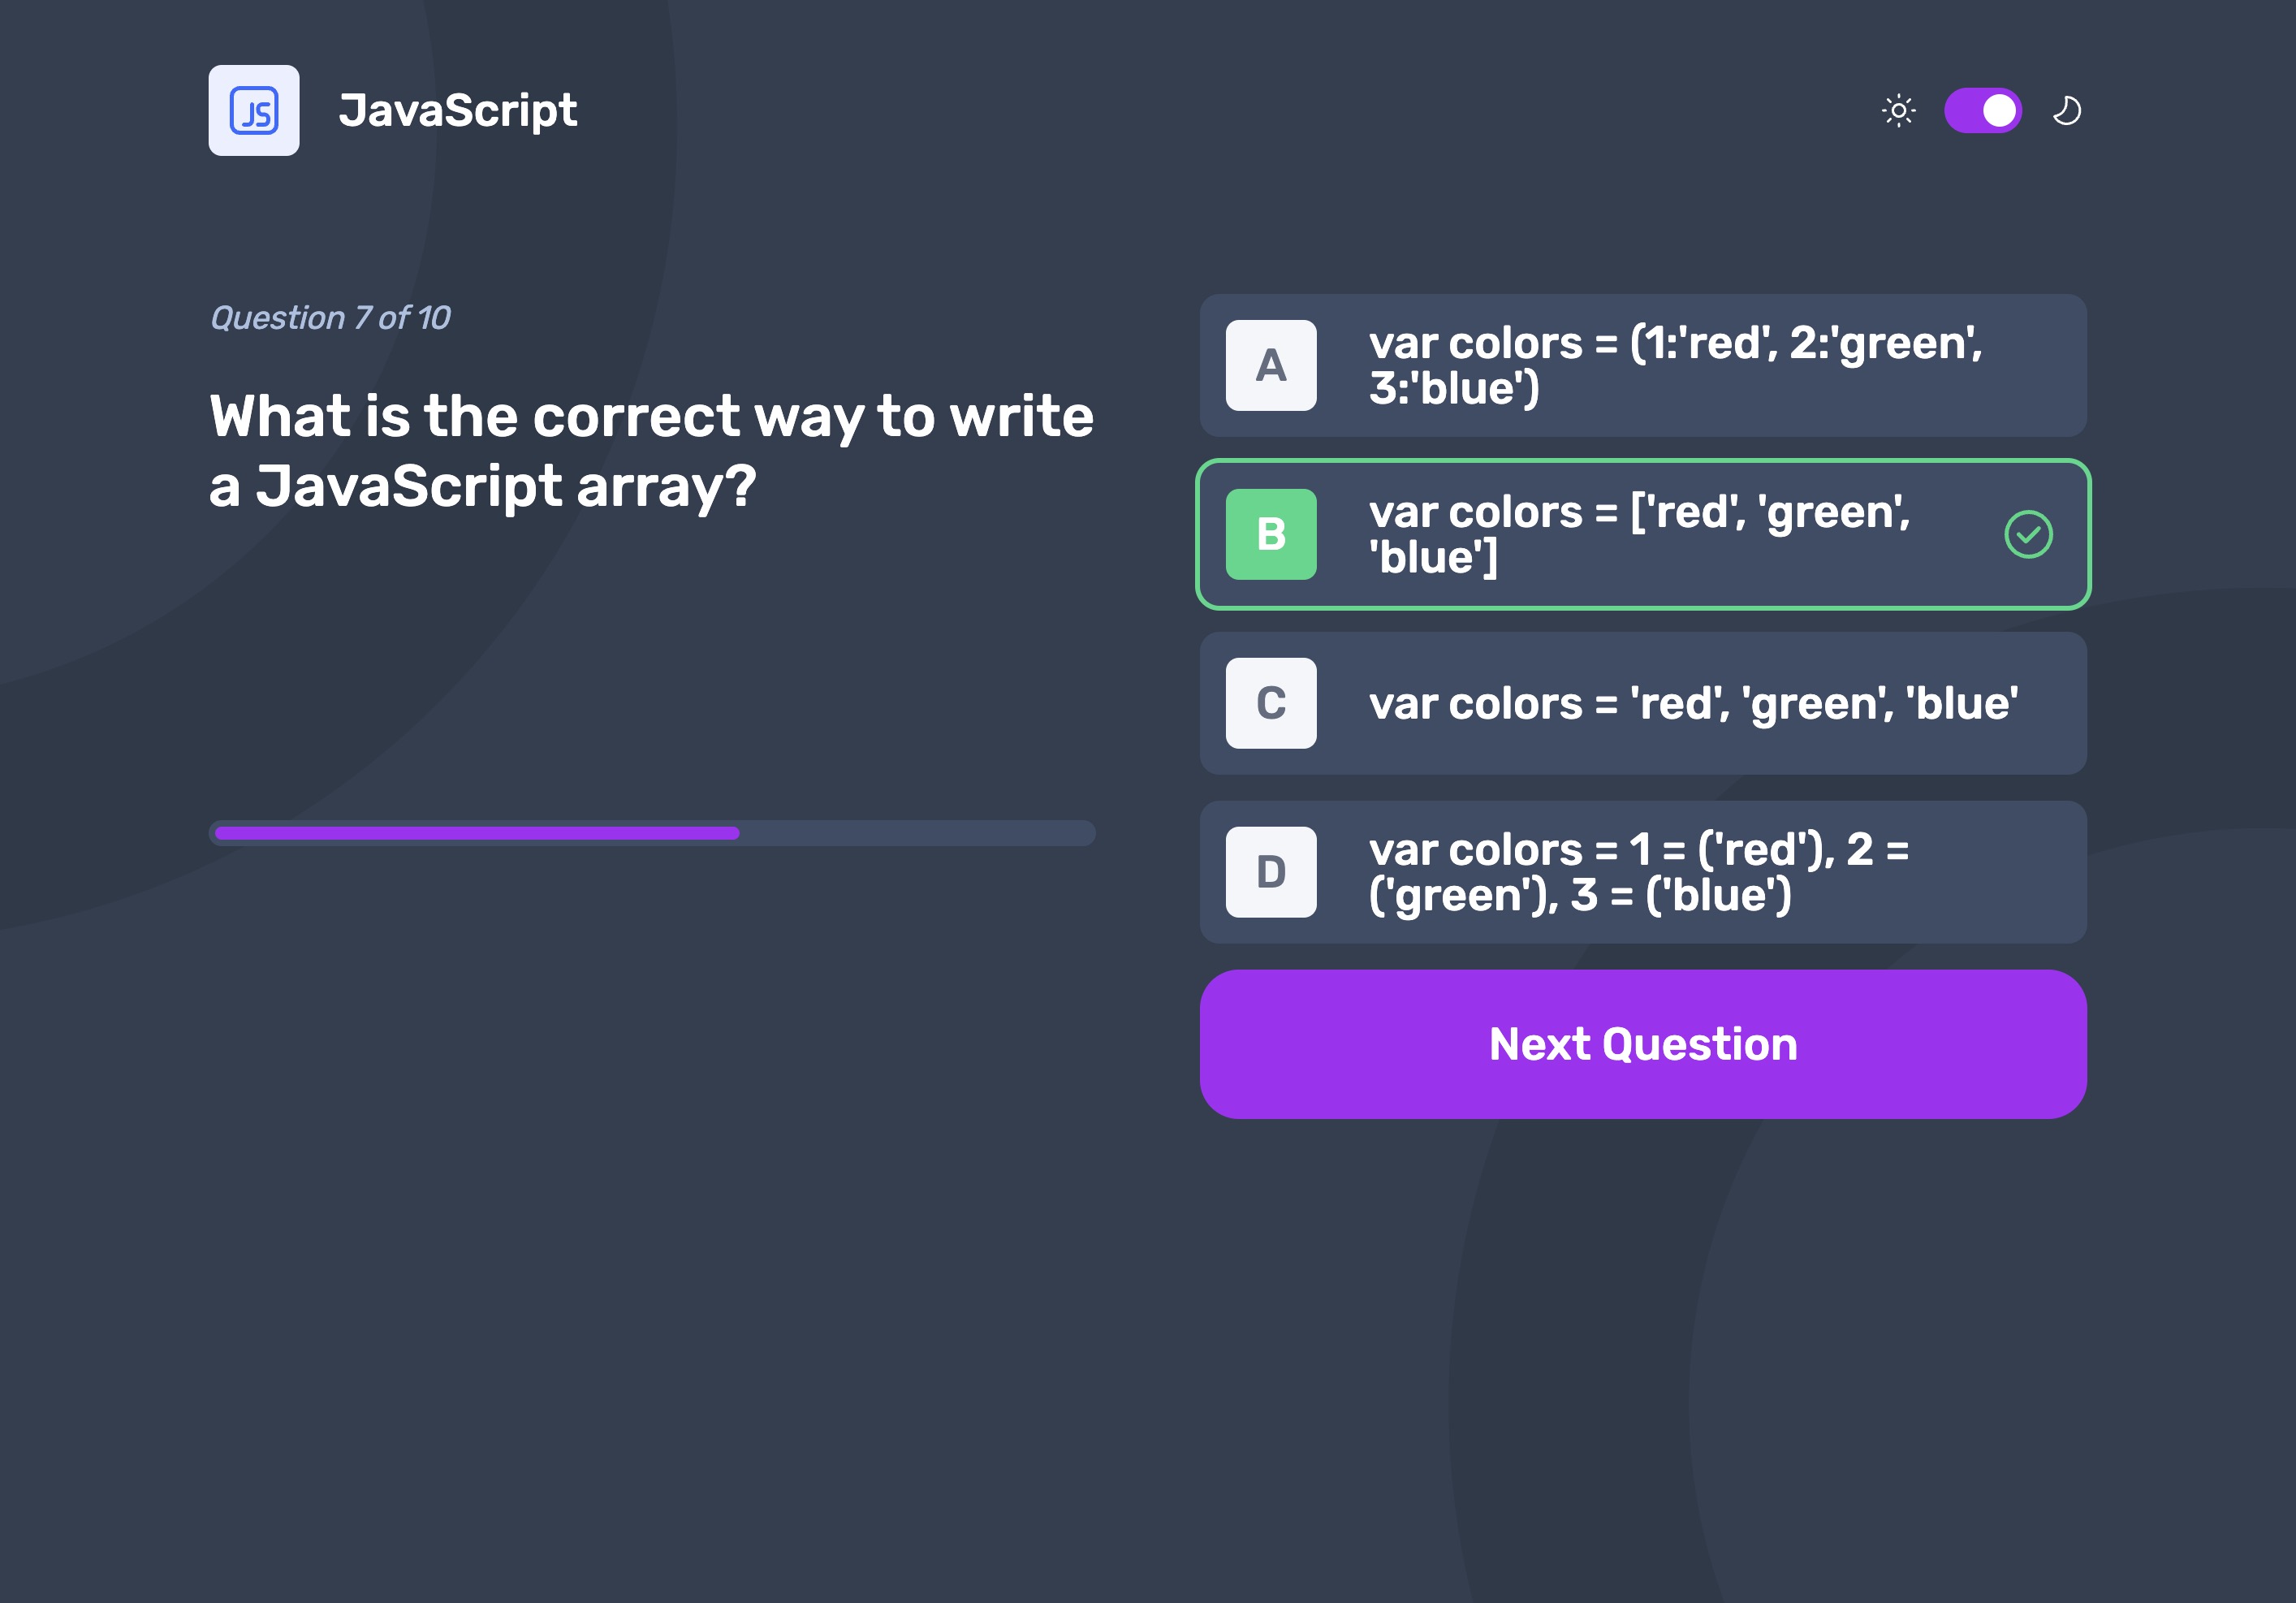 JS
JavaScript
Question 7 of 10
What is the correct way to write
a JavaScript array?
A
var colors = (1:'red', 2:'green',
3:'blue')
B
var colors = ['red', 'green',
'blue']
C
var colors = 'red', 'green', 'blue'
D
var colors = 1 = ('red'), 2 =
('green'), 3 = ('blue')
Next Question